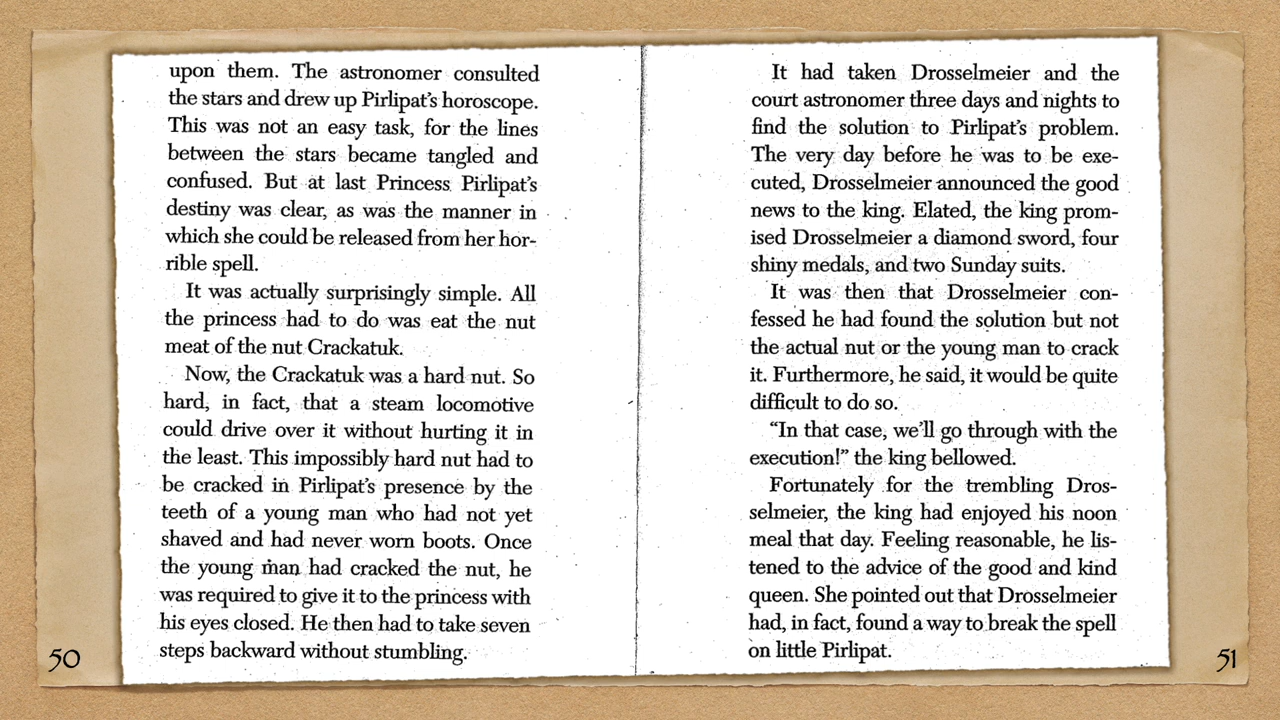 upon them. The astronomer consulted
the stars and drew up Pirlipat's horoscope.
This was not an easy task, for the lines
between the stars became tangled and
confused. But at last Princess Pirlipat's
destiny was clear, as was the manner in
which she could be released from her hor-
rible spell.
It was actually surprisingly simple. All
the princess had to do was eat the nut
meat of the nut Crackatuk.
Now, the Crackatuk was a hard nut. So
hard, in fact, that a steam locomotive
could drive over it without hurting it in
the least. This impossibly hard nut had to
be cracked in Pirlipat's presence by the
teeth of a young man who had not yet
shaved and had never worn boots. Once
the young man had cracked the nut, he
was required to give it to the princess with
his eyes closed. He then had to take seven
steps backward without stumbling.
50
It had taken Drosselmeier and the
court astronomer three days and nights to
find the solution to Pirlipat's problem.
The very day before he was to be exe-
cuted, Drosselmeier announced the good
news to the king. Elated, the king prom-
ised Drosselmeier a diamond sword, four
shiny medals, and two Sunday suits.
It was then that Drosselmeier con-
fessed he had found the solution but not
the actual nut or the young man to crack
it. Furthermore, he said, it would be quite
difficult to do so.
“In that case, we'll go through with the
execution!” the king bellowed.
Fortunately for the trembling Dros-
selmeier, the king had enjoyed his noon
meal that day. Feeling reasonable, he lis-
tened to the advice of the good and kind
queen. She pointed out that Drosselmeier
had, in fact, found a way to break the spell
on little Pirlipat.
51